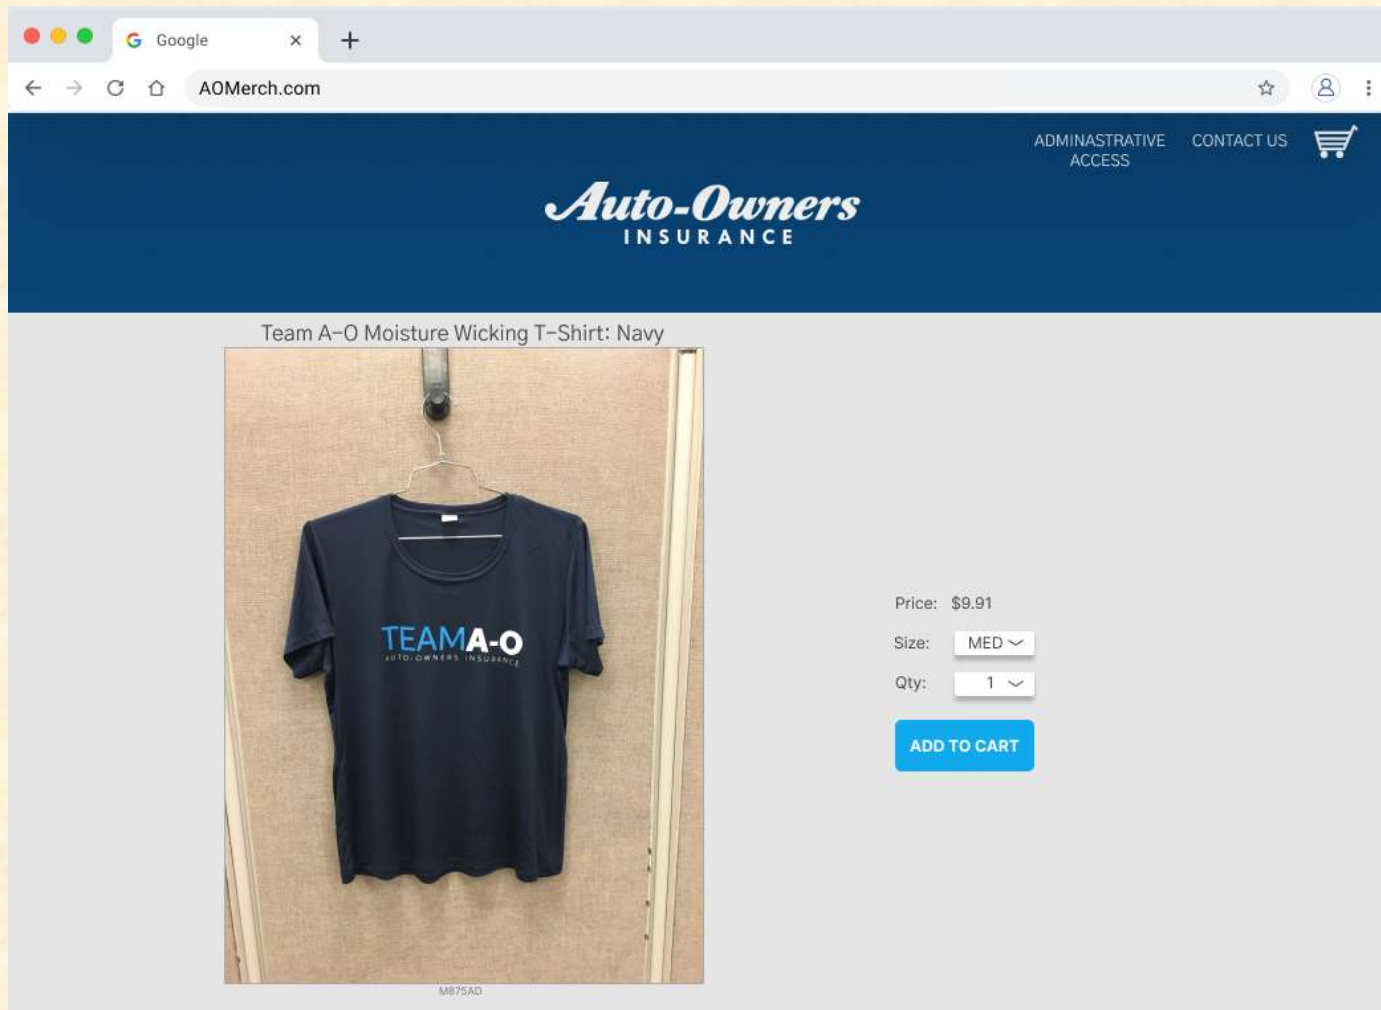 Google
AOMerch.com
ADMINASTRATIVE
ACCESS
CONTACT US
Auto-Owners
INSURANCE
Team A-O Moisture Wicking T-Shirt: Navy
TEAMA-O
AUTO-OWNERS INSURANCE
Price: $9.91
Size: MED
Qty: 1
ADD TO CART
M875AD